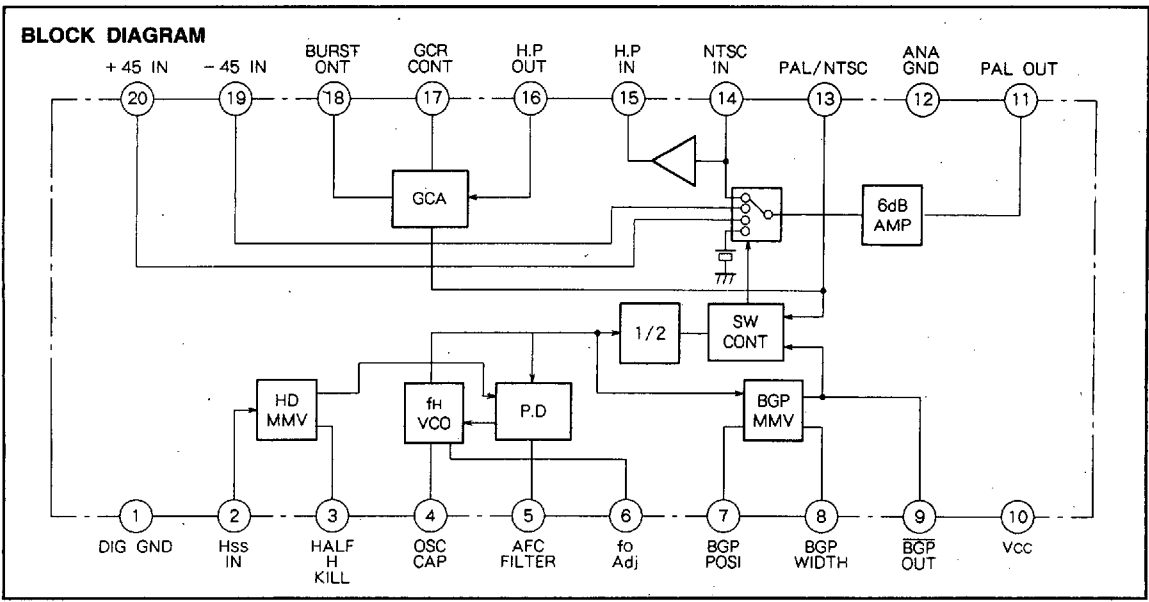 BLOCK DIAGRAM
+45 IN
-45 IN
BURST
ONT
GCR
CONT
H.P
OUT
H.P
IN
NTSC
IN
PAL/NTSC
ANA
GND
PAL OUT
20
19
18
17
16
15
14
13
12
11
GCA
6dB
AMP
1/2
SW
CONT
HD
MMV
fH
VCO
P.D
BGP
MMV
1
2
3
4
5
6
7
8
9
10
DIG GND
Hss
IN
HALF
H
KILL
OSC
CAP
AFC
FILTER
fo
Adj
BGP
POSI
BGP
WIDTH
BGP
OUT
Vcc